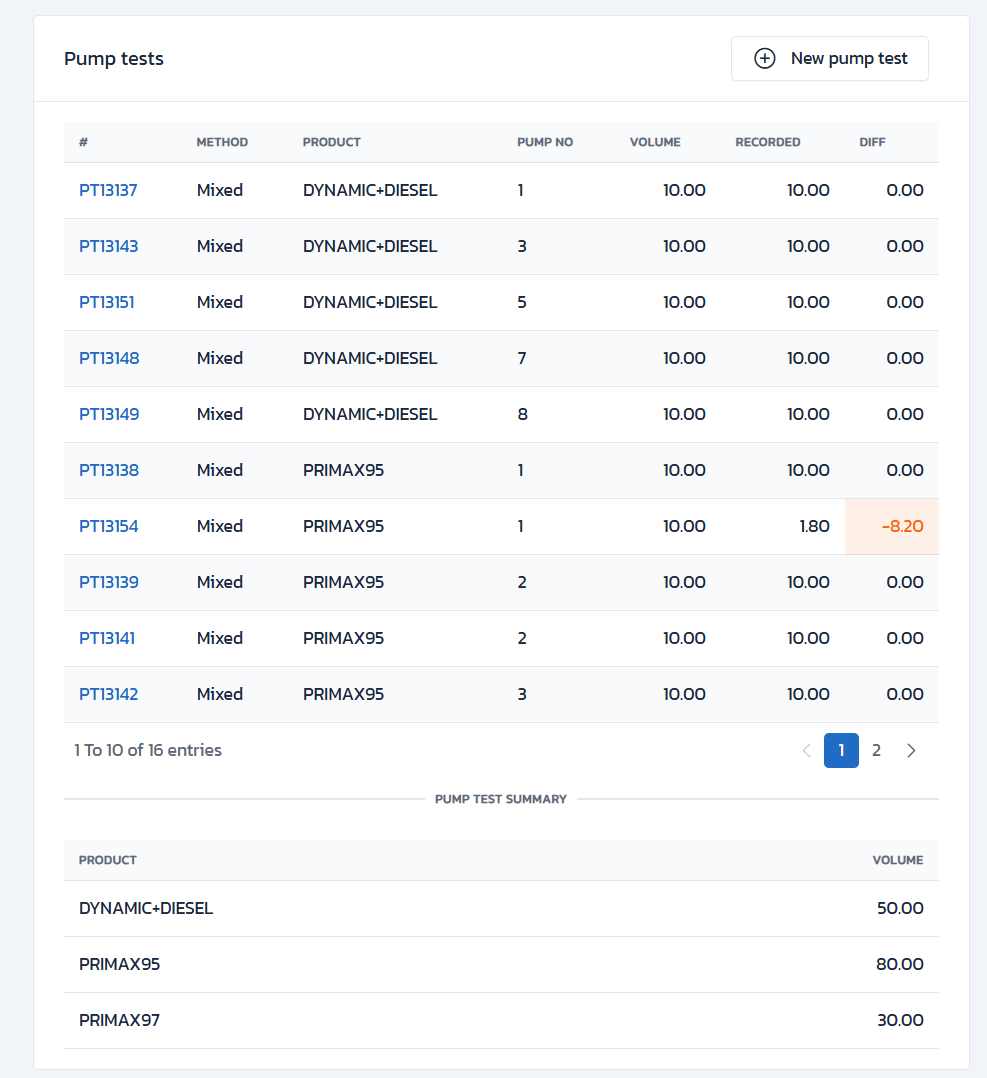 Pump tests
New pump test
# METHOD PRODUCT PUMP NO VOLUME RECORDED DIFF
PT13137 Mixed DYNAMIC+DIESEL 1 10.00 10.00 0.00
PT13143 Mixed DYNAMIC+DIESEL 3 10.00 10.00 0.00
PT13151 Mixed DYNAMIC+DIESEL 5 10.00 10.00 0.00
PT13148 Mixed DYNAMIC+DIESEL 7 10.00 10.00 0.00
PT13149 Mixed DYNAMIC+DIESEL 8 10.00 10.00 0.00
PT13138 Mixed PRIMAX95 1 10.00 10.00 0.00
PT13154 Mixed PRIMAX95 1 10.00 1.80 -8.20
PT13139 Mixed PRIMAX95 2 10.00 10.00 0.00
PT13141 Mixed PRIMAX95 2 10.00 10.00 0.00
PT13142 Mixed PRIMAX95 3 10.00 10.00 0.00
1 To 10 of 16 entries 1 2
PUMP TEST SUMMARY
PRODUCT VOLUME
DYNAMIC+DIESEL 50.00
PRIMAX95 80.00
PRIMAX97 30.00